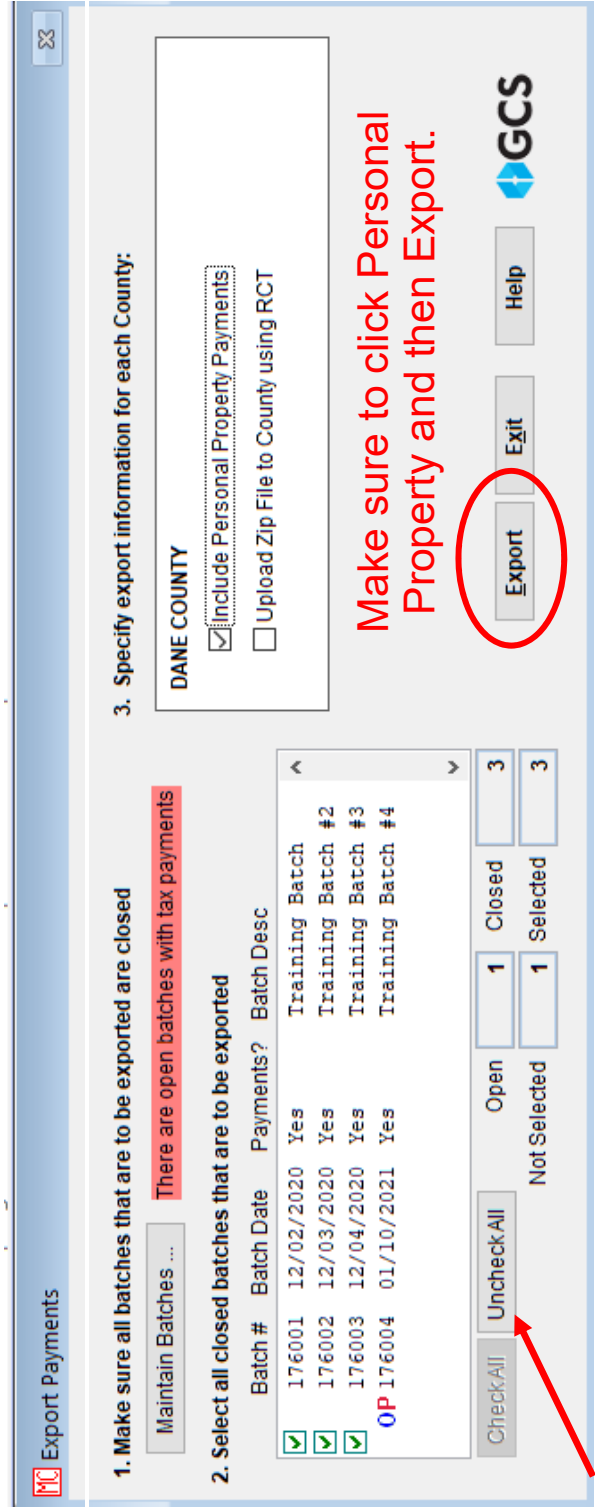 MC Export Payments
1. Make sure all batches that are to be exported are closed
Maintain Batches ... There are open batches with tax payments
2. Select all closed batches that are to be exported
Batch # Batch Date Payments? Batch Desc
176001 12/02/2020 Yes Training Batch
176002 12/03/2020 Yes Training Batch #2
176003 12/04/2020 Yes Training Batch #3
OP 176004 01/10/2021 Yes Training Batch #4
Check All Uncheck All Open 1 Closed 3
Not Selected 1 Selected 3
3. Specify export information for each County:
DANE COUNTY
Include Personal Property Payments
Upload Zip File to County using RCT
Make sure to click Personal
Property and then Export.
Export Exit Help GCS